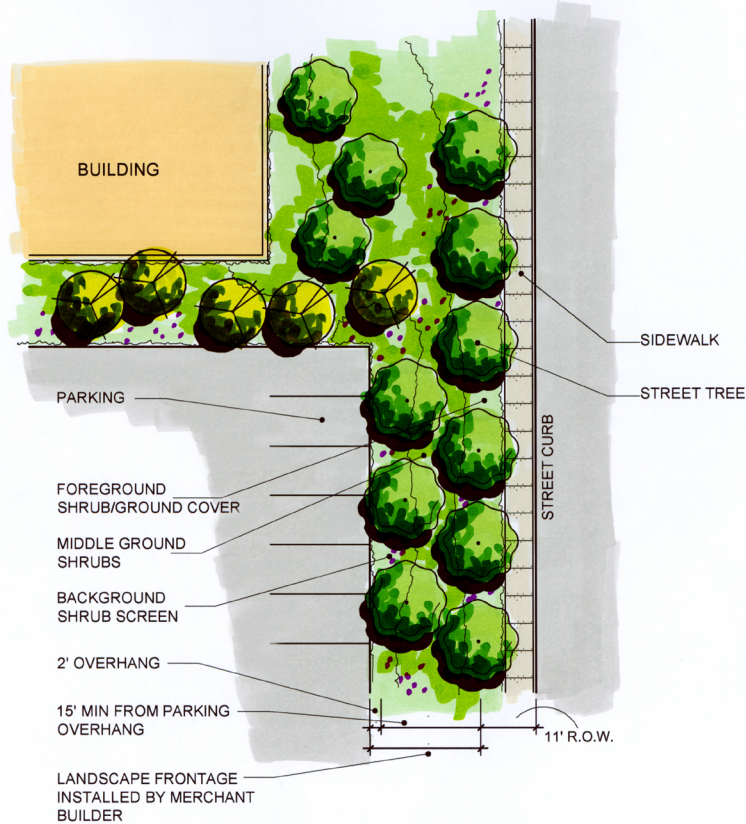 BUILDING
SIDEWALK
PARKING
STREET TREE
STREET CURB
FOREGROUND
SHRUB/GROUND COVER
MIDDLE GROUND
SHRUBS
BACKGROUND
SHRUB SCREEN
2' OVERHANG
15' MIN FROM PARKING
OVERHANG
11' R.O.W.
LANDSCAPE FRONTAGE
INSTALLED BY MERCHANT
BUILDER